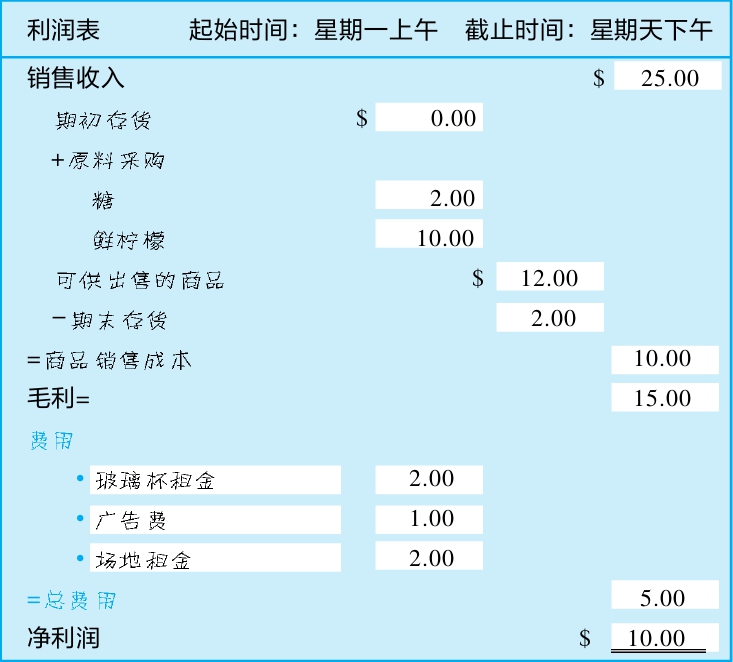 利润表 起始时间：星期一上午 截止时间：星期天下午
销售收入 $ 25.00
期初存货 $ 0.00
+原料采购
糖 2.00
鲜柠檬 10.00
可供出售的商品 $ 12.00
－期末存货 2.00
=商品销售成本 10.00
毛利= 15.00
费用
• 玻璃杯租金 2.00
• 广告费 1.00
• 场地租金 2.00
=总费用 5.00
净利润 $ 10.00